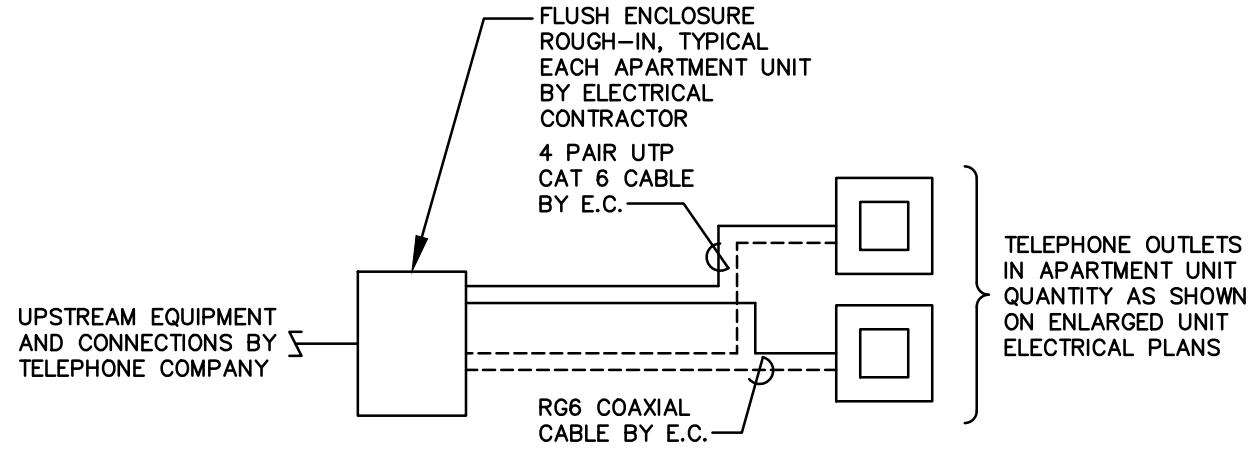 FLUSH ENCLOSURE
ROUGH-IN, TYPICAL
EACH APARTMENT UNIT
BY ELECTRICAL
CONTRACTOR
4 PAIR UTP
CAT 6 CABLE
BY E.C.
TELEPHONE OUTLETS
IN APARTMENT UNIT
QUANTITY AS SHOWN
ON ENLARGED UNIT
ELECTRICAL PLANS
UPSTREAM EQUIPMENT
AND CONNECTIONS BY
TELEPHONE COMPANY
RG6 COAXIAL
CABLE BY E.C.